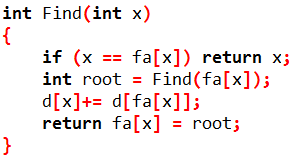 int Find(int x)
{
    if (x == fa[x]) return x;
    int root = Find(fa[x]);
    d[x]+= d[fa[x]];
    return fa[x] = root;
}